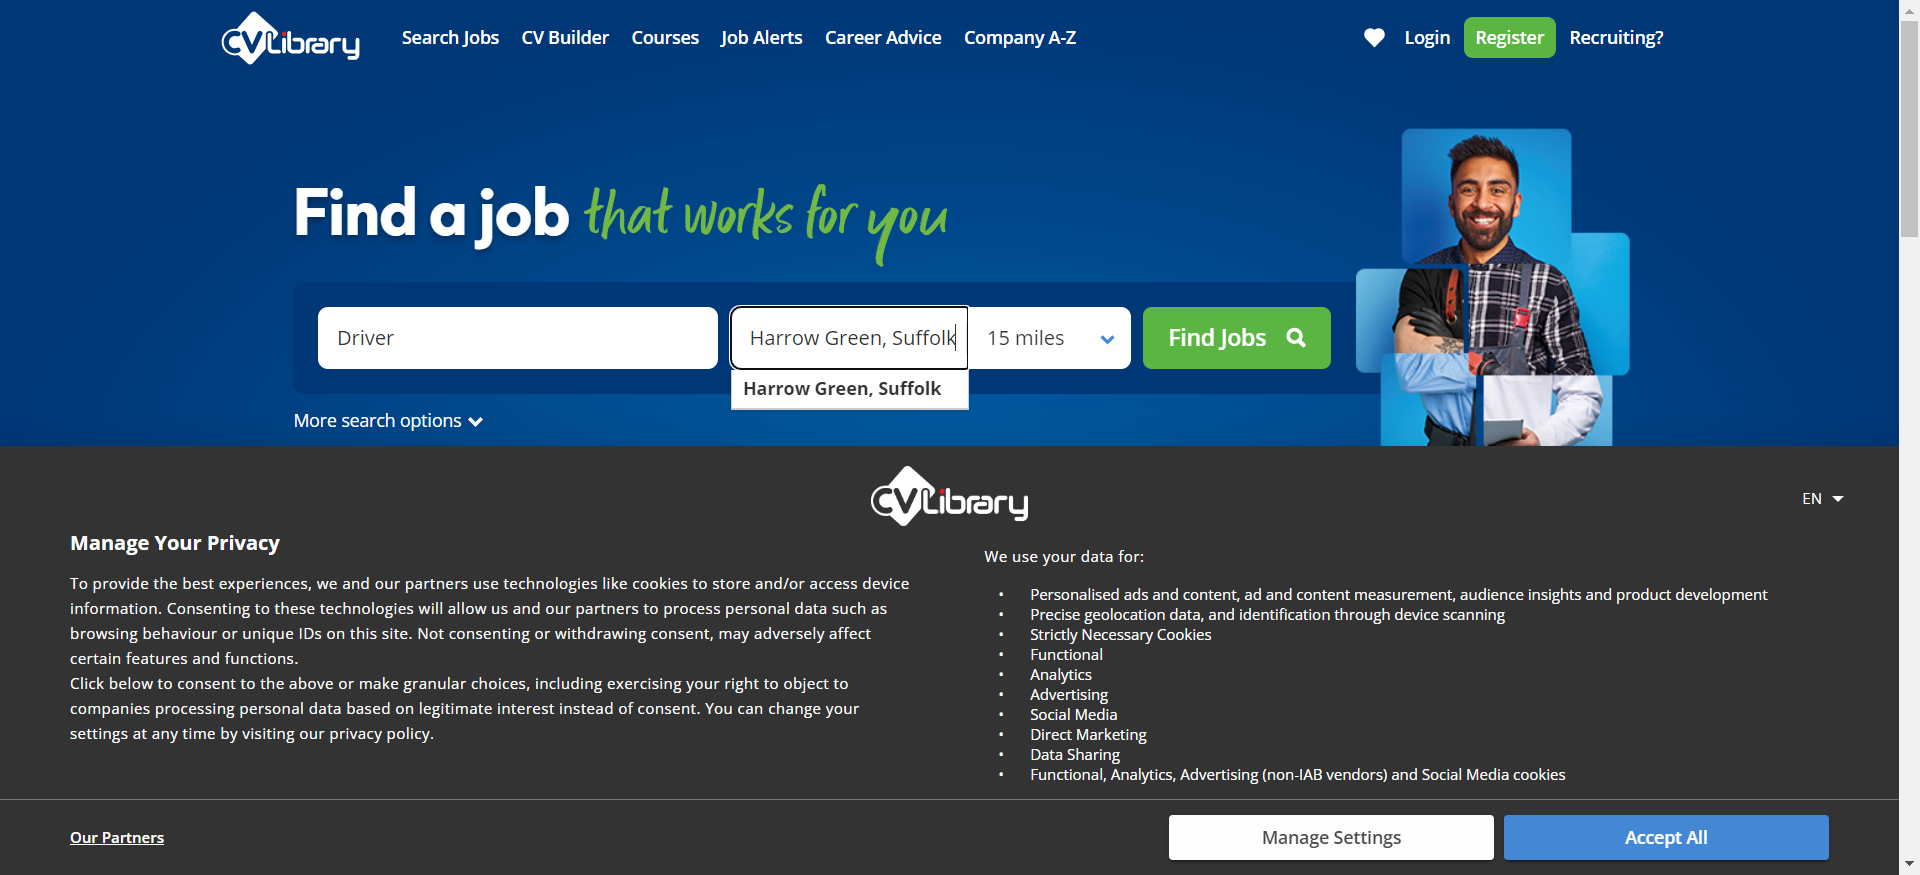 CV Library
Search Jobs
CV Builder
Courses
Job Alerts
Career Advice
Company A-Z
Login
Register
Recruiting?
Find a job that works for you
Driver
Harrow Green, Suffolk
15 miles
Find Jobs
Harrow Green, Suffolk
More search options
CV Library
EN
Manage Your Privacy
To provide the best experiences, we and our partners use technologies like cookies to store and/or access device
information. Consenting to these technologies will allow us and our partners to process personal data such as
browsing behaviour or unique IDs on this site. Not consenting or withdrawing consent, may adversely affect
certain features and functions.
Click below to consent to the above or make granular choices, including exercising your right to object to
companies processing personal data based on legitimate interest instead of consent. You can change your
settings at any time by visiting our privacy policy.
We use your data for:
• Personalised ads and content, ad and content measurement, audience insights and product development
• Precise geolocation data, and identification through device scanning
• Strictly Necessary Cookies
• Functional
• Analytics
• Advertising
• Social Media
• Direct Marketing
• Data Sharing
• Functional, Analytics, Advertising (non-IAB vendors) and Social Media cookies
Our Partners
Manage Settings
Accept All